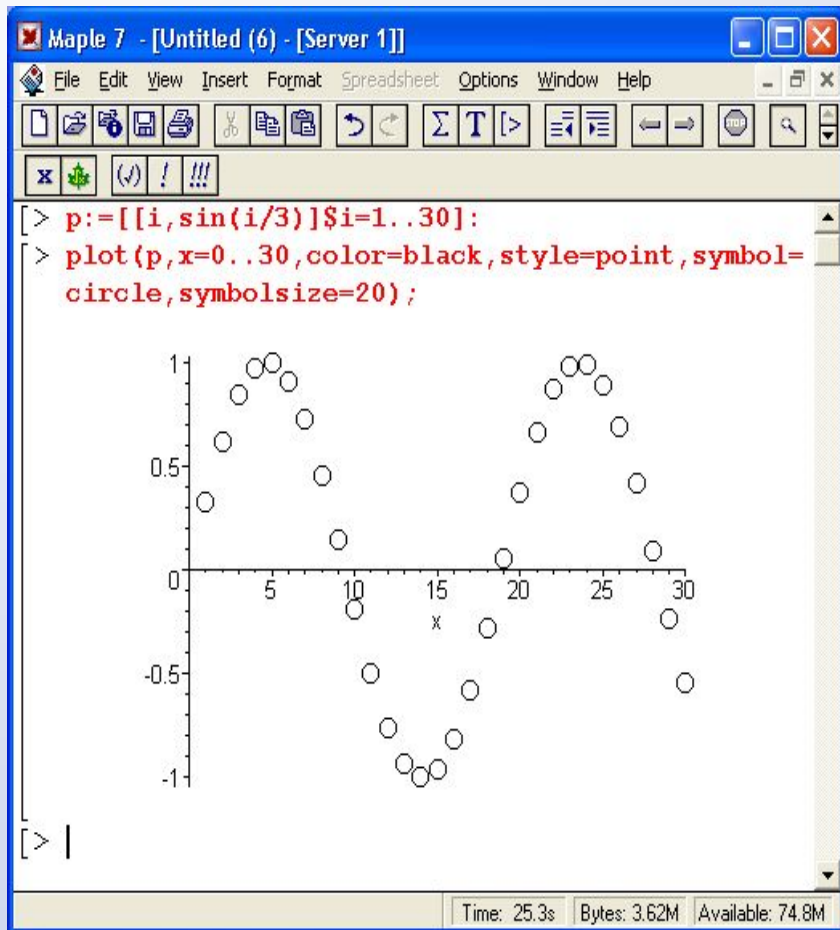 Maple 7 - [Untitled (6) - [Server 1]]
File Edit View Insert Format Spreadsheet Options Window Help
Σ T [>
STOP
x (√) ! !!!
[> p:=[[i,sin(i/3)]$i=1..30]:
[> plot(p,x=0..30,color=black,style=point,symbol=
circle,symbolsize=20);
1
0.5
0
5 10 15 20 25 30
x
-0.5
-1
[>
Time: 25.3s Bytes: 3.62M Available: 74.8M